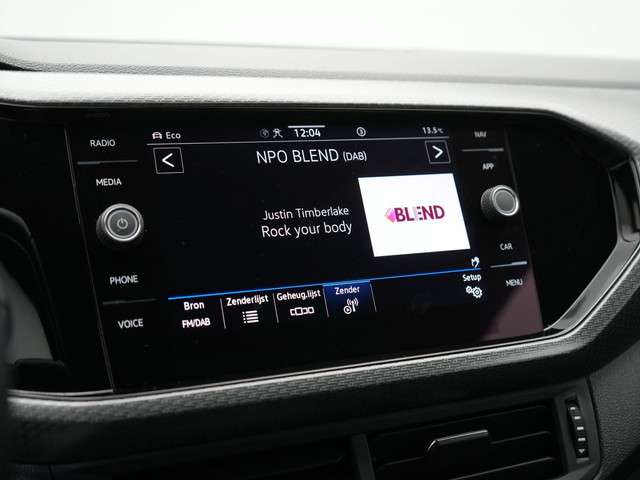 RADIO
MEDIA
PHONE
VOICE
Eco
12:04
13.5°C
NPO BLEND (DAB)
Justin Timberlake
Rock your body
BLEND
Bron
FM/DAB
Zenderlijst
Geheug.lijst
Zender
Setup
NAV
APP
CAR
MENU